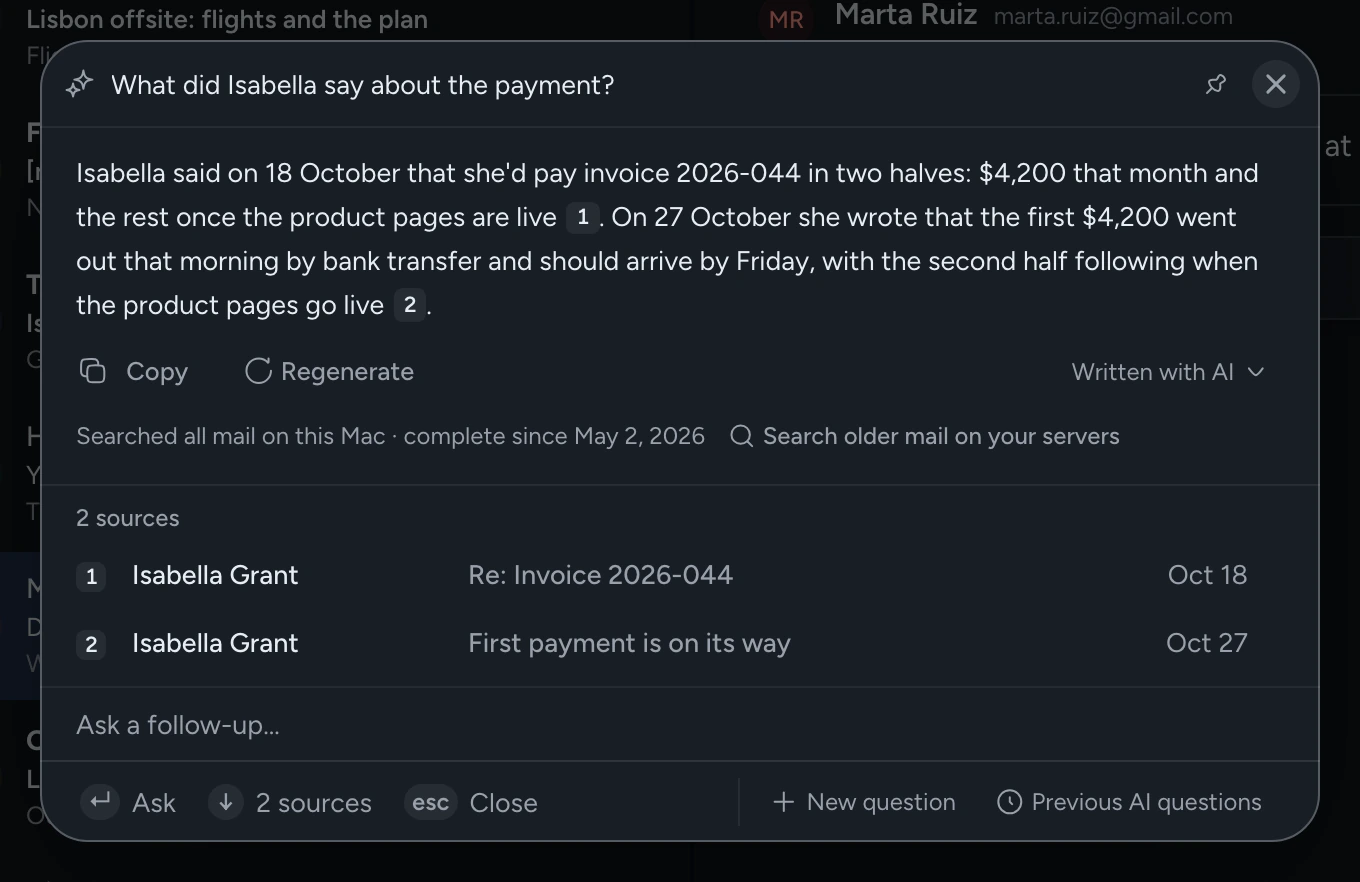 Lisbon offsite: flights and the plan
MR Marta Ruiz marta.ruiz@gmail.com
What did Isabella say about the payment?
at
Isabella said on 18 October that she'd pay invoice 2026-044 in two halves: $4,200 that month and
the rest once the product pages are live 1. On 27 October she wrote that the first $4,200 went
out that morning by bank transfer and should arrive by Friday, with the second half following when
the product pages go live 2.
Copy Regenerate Written with AI
Searched all mail on this Mac · complete since May 2, 2026 Search older mail on your servers
2 sources
1 Isabella Grant Re: Invoice 2026-044 Oct 18
2 Isabella Grant First payment is on its way Oct 27
Ask a follow-up...
Ask 2 sources esc Close New question Previous AI questions